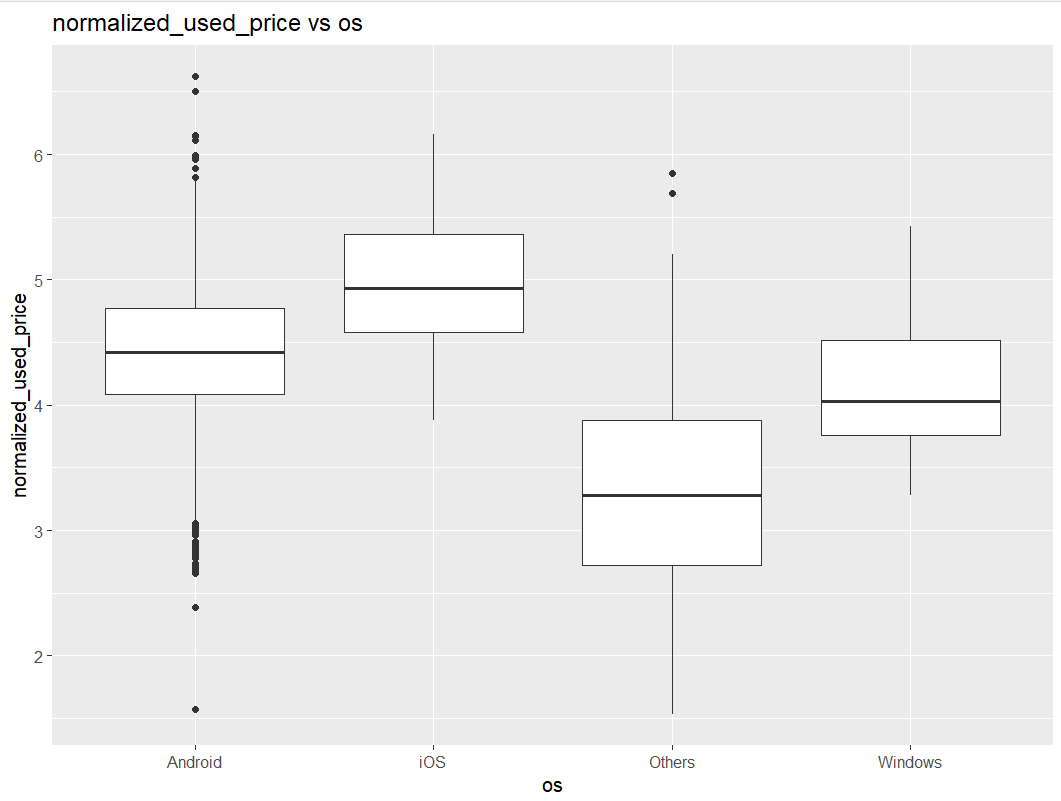 normalized_used_price vs os
normalized_used_price
6
5
4
3
2
Android iOS Others Windows
os